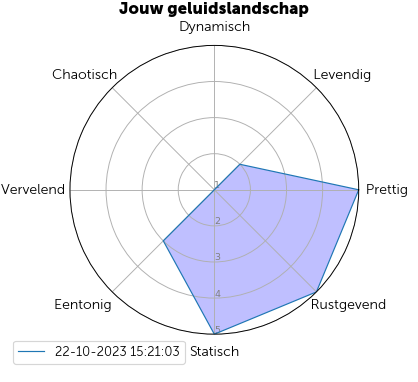 Jouw geluidslandschap
Dynamisch
Chaotisch
Levendig
Vervelend
1
Prettig
2
3
4
Eentonig
Rustgevend
5
22-10-2023 15:21:03
Statisch